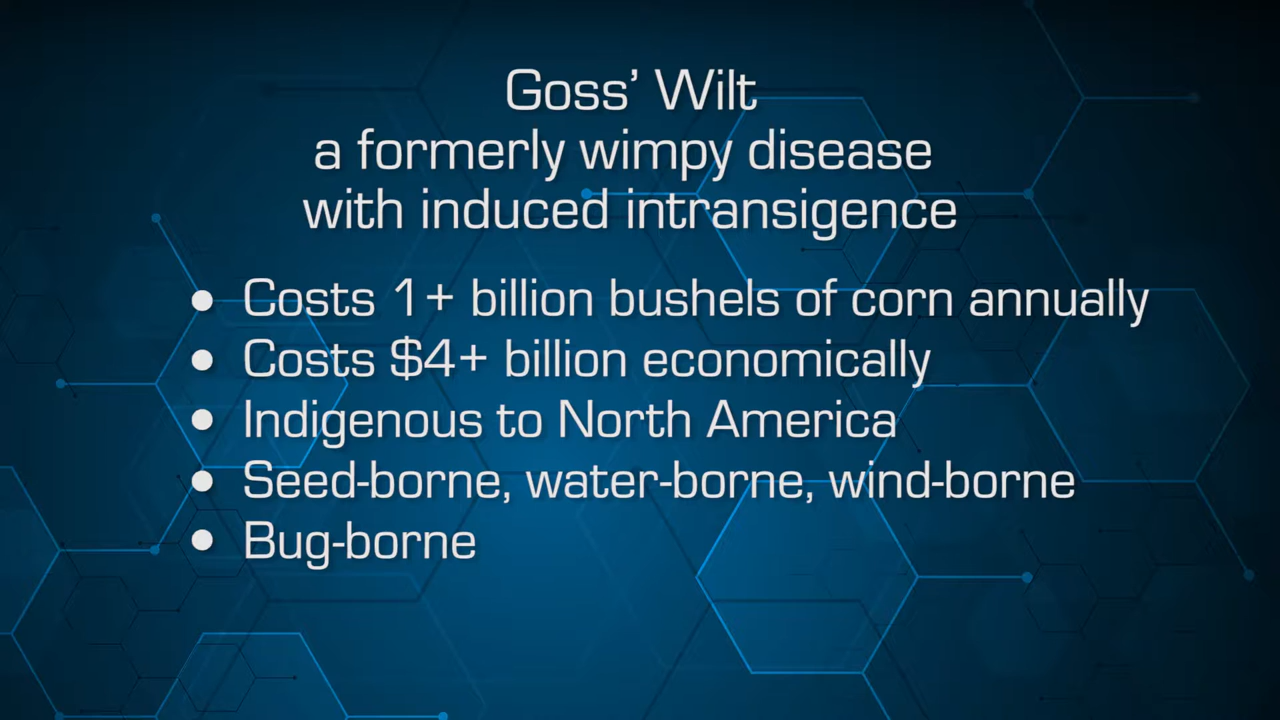 Goss’ Wilt
a formerly wimpy disease
with induced intransigence
• Costs 1+ billion bushels of corn annually
• Costs $4+ billion economically
• Indigenous to North America
• Seed-borne, water-borne, wind-borne
• Bug-borne